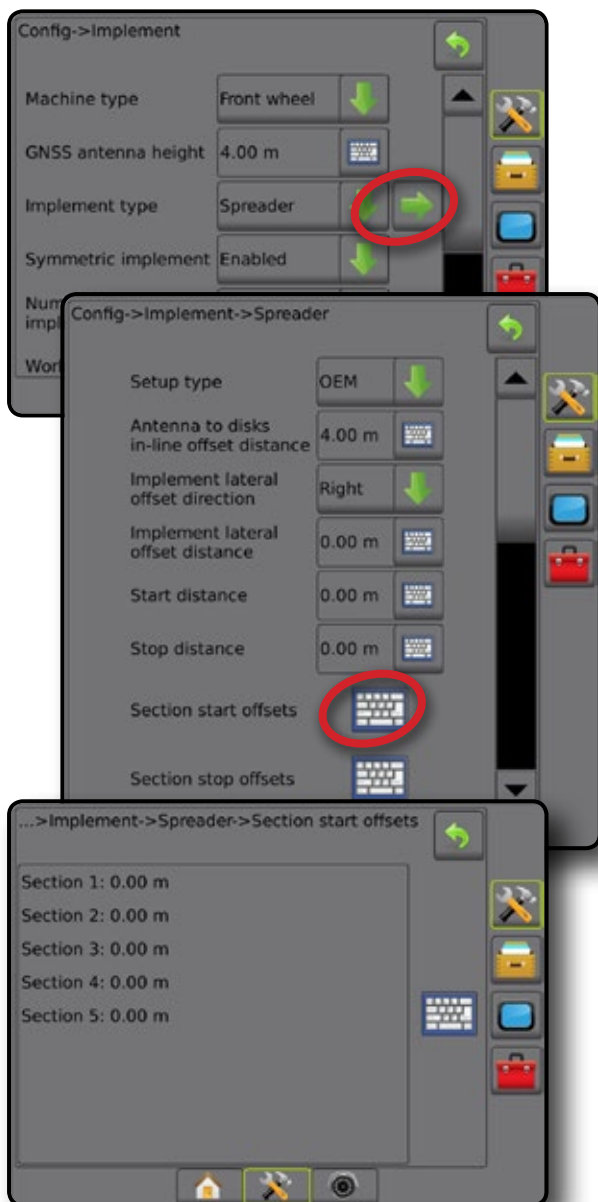 Config->Implement
Machine type Front wheel
GNSS antenna height 4.00 m
Implement type Spreader
Symmetric implement Enabled
Config->Implement->Spreader
Setup type OEM
Antenna to disks
in-line offset distance 4.00 m
Implement lateral
offset direction Right
Implement lateral
offset distance 0.00 m
Start distance 0.00 m
Stop distance 0.00 m
Section start offsets
Section stop offsets
...>Implement->Spreader->Section start offsets
Section 1: 0.00 m
Section 2: 0.00 m
Section 3: 0.00 m
Section 4: 0.00 m
Section 5: 0.00 m